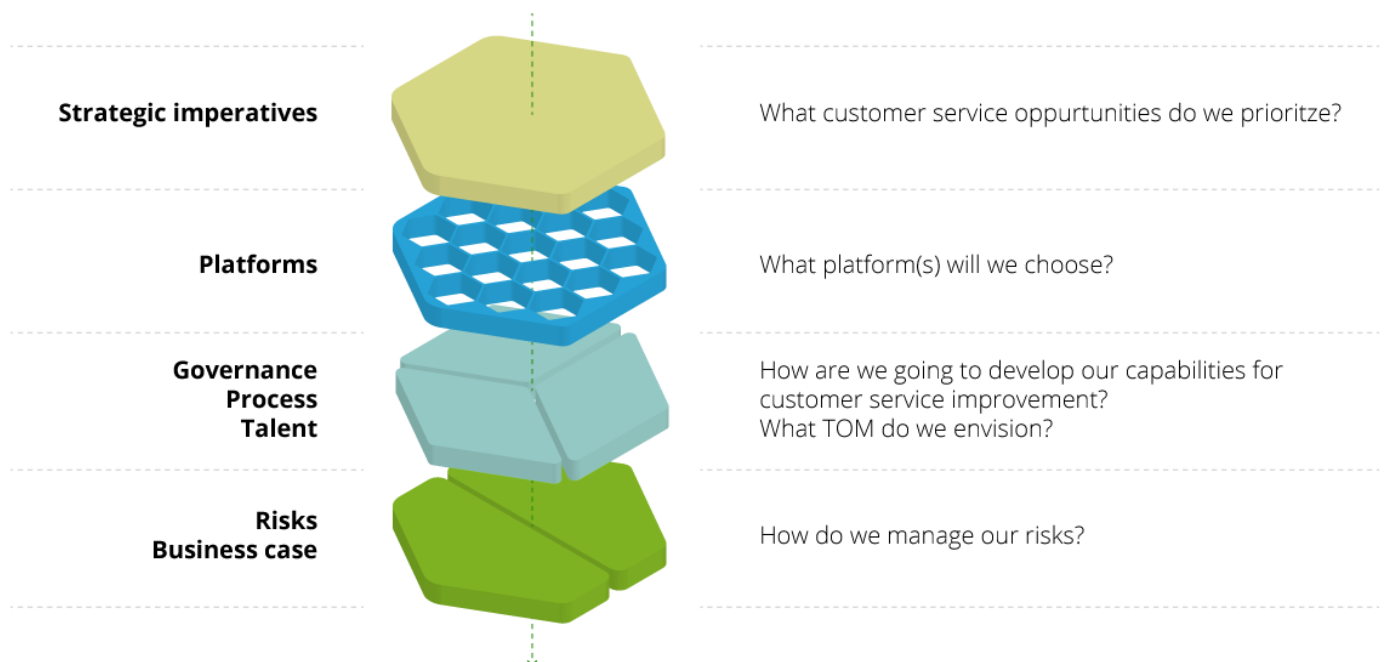 Strategic imperatives
What customer service oppurtunities do we prioritze?
Platforms
What platform(s) will we choose?
Governance
Process
Talent
How are we going to develop our capabilities for
customer service improvement?
What TOM do we envision?
Risks
Business case
How do we manage our risks?